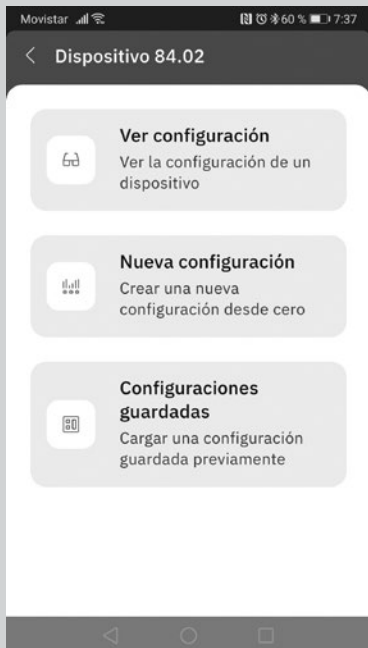 Movistar 60 % 7:37
Dispositivo 84.02
Ver configuración
Ver la configuración de un
dispositivo
Nueva configuración
Crear una nueva
configuración desde cero
Configuraciones
guardadas
Cargar una configuración
guardada previamente